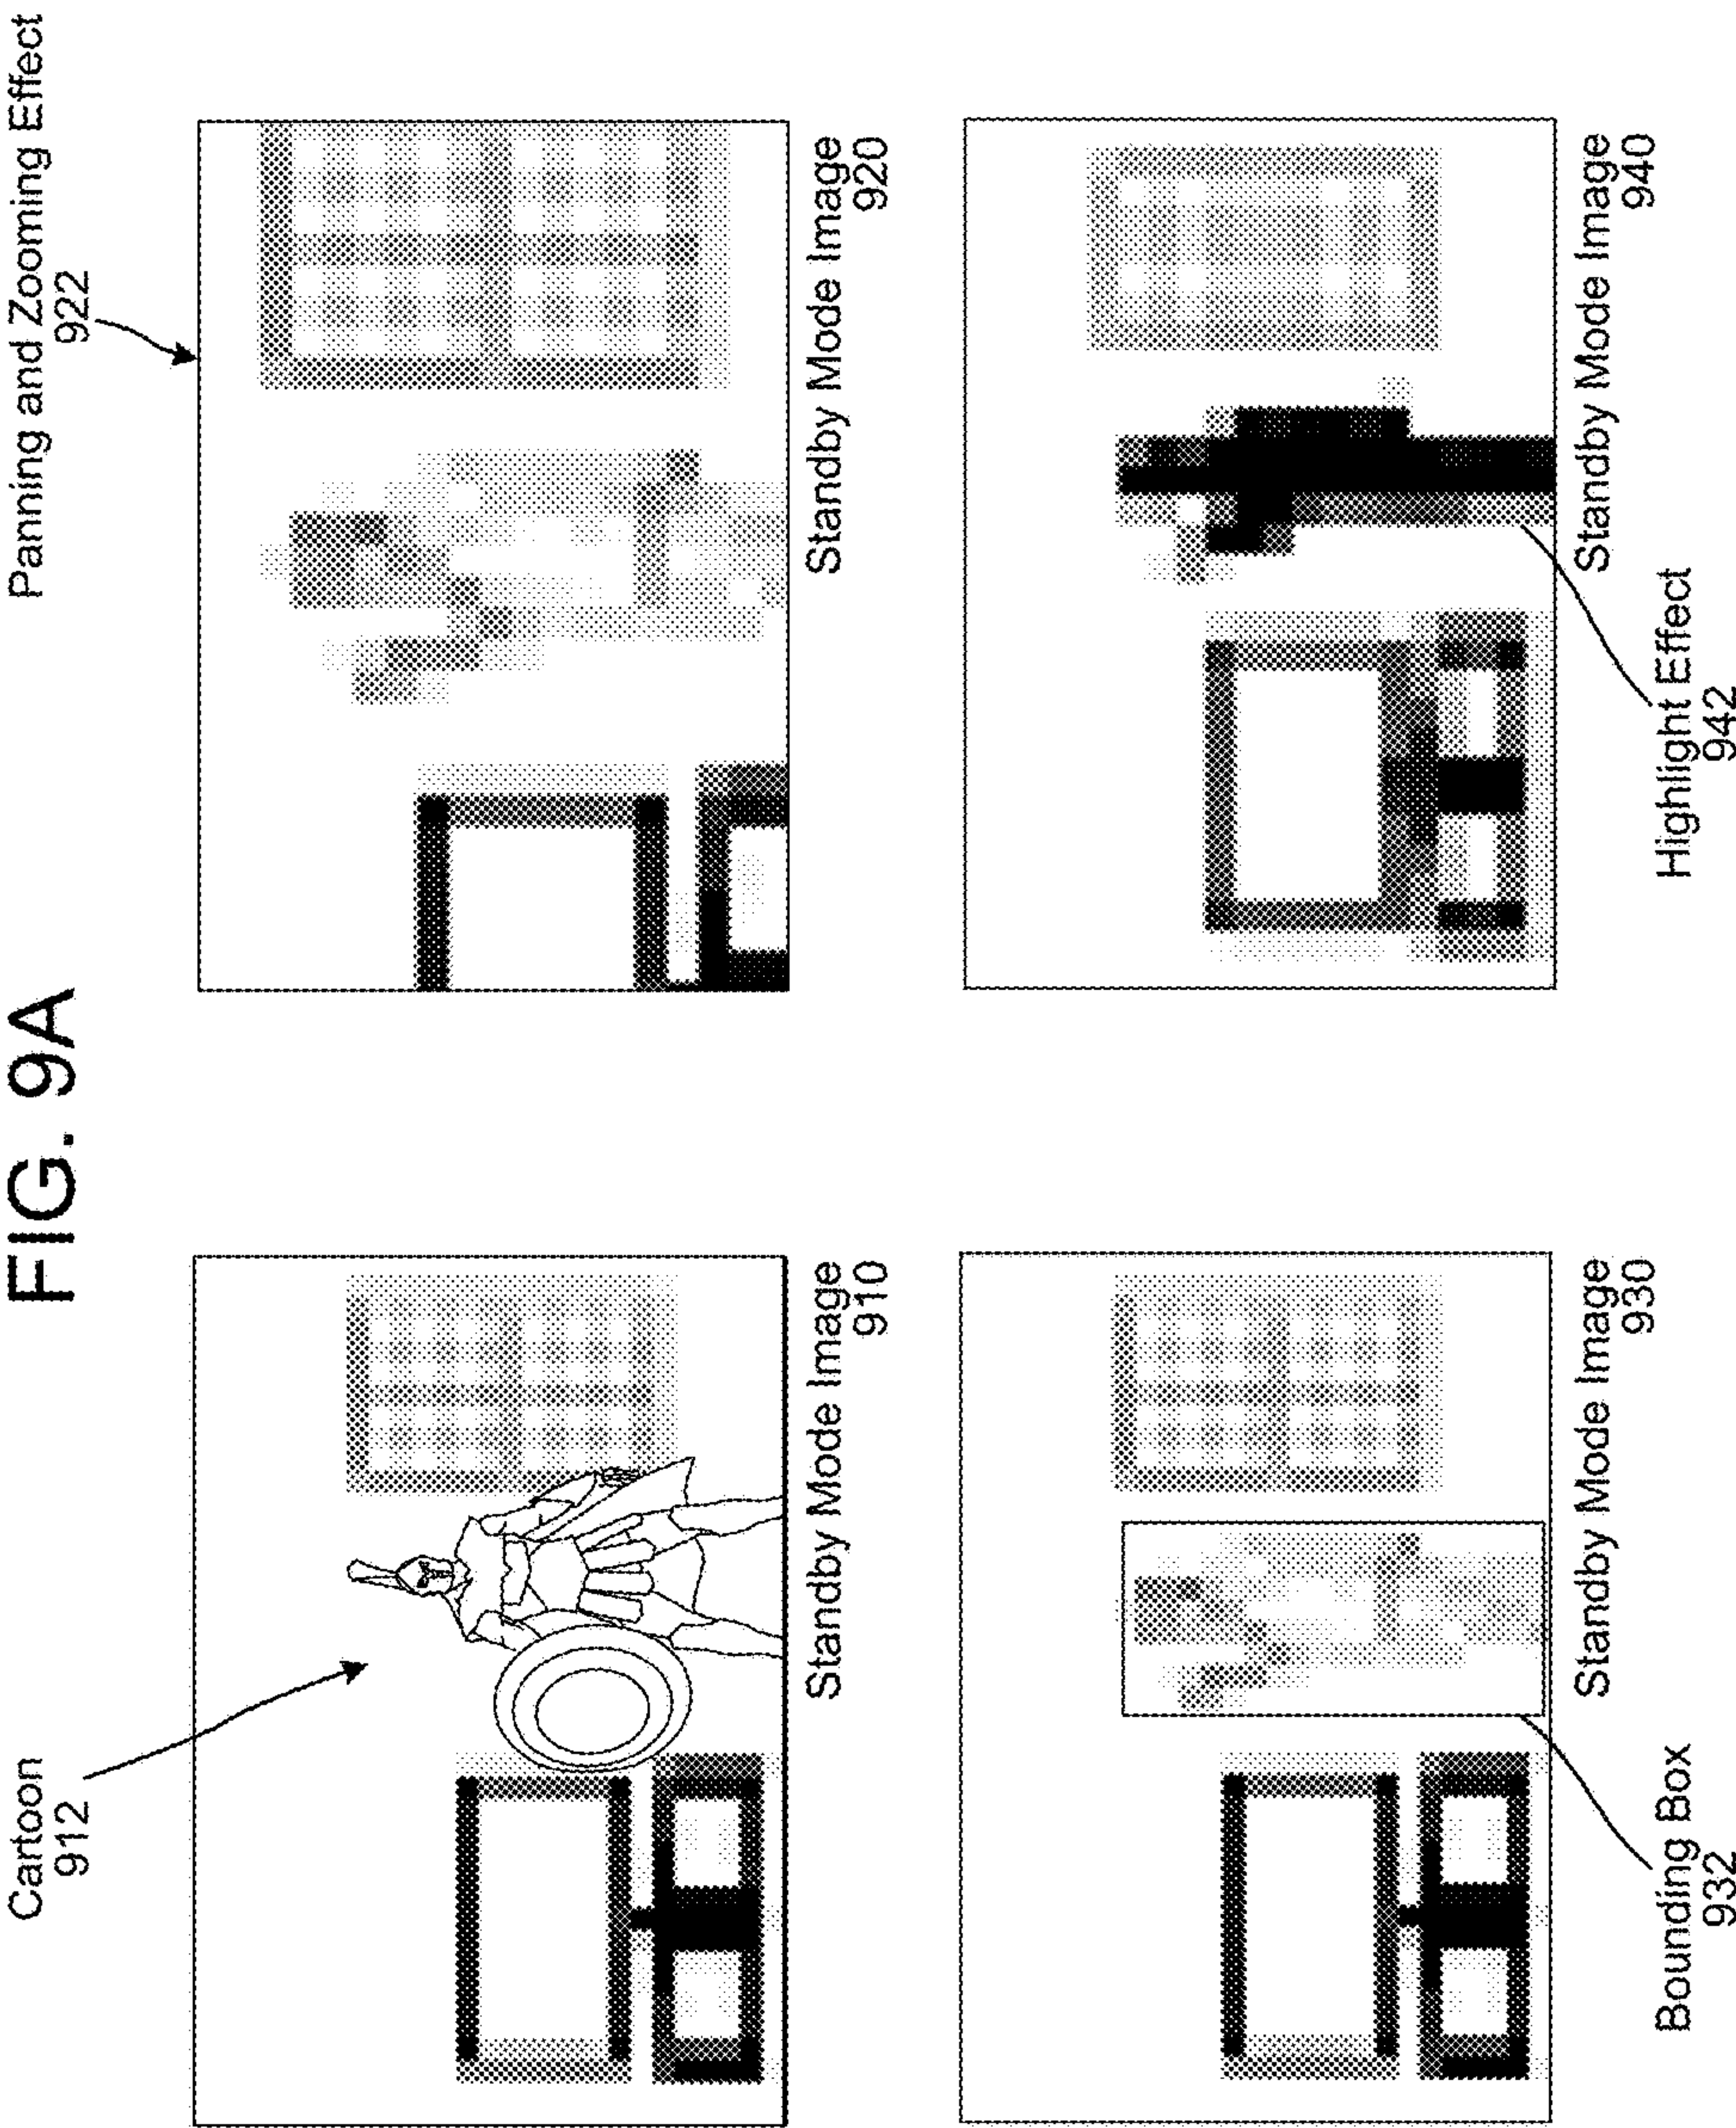 FIG. 9A
Cartoon
912
Panning and Zooming Effect
922
Standby Mode Image
910
Standby Mode Image
920
Standby Mode Image
930
Standby Mode Image
940
Bounding Box
932
Highlight Effect
942